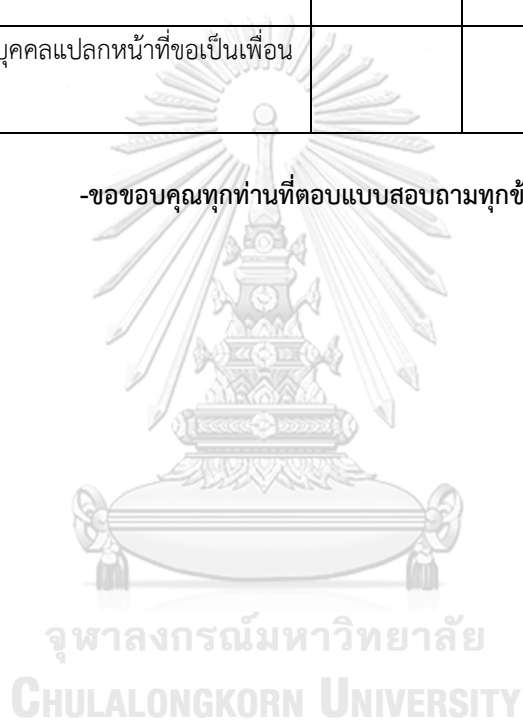 บุคคลแปลกหน้าที่ขอเป็นเพื่อน
-ขอขอบคุณทุกท่านที่ตอบแบบสอบถามทุกข้
จุฬาลงกรณ์มหาวิทยาลัย
CHULALONGKORN UNIVERSITY